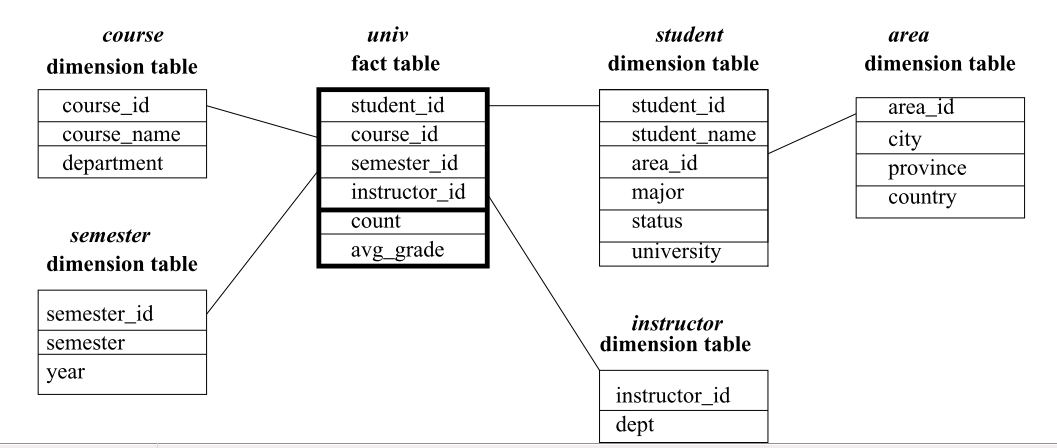 course
dimension table
course_id
course_name
department
univ
fact table
student_id
course_id
semester_id
instructor_id
count
avg_grade
student
dimension table
student_id
student_name
area_id
major
status
university
area
dimension table
area_id
city
province
country
semester
dimension table
semester_id
semester
year
instructor
dimension table
instructor_id
dept